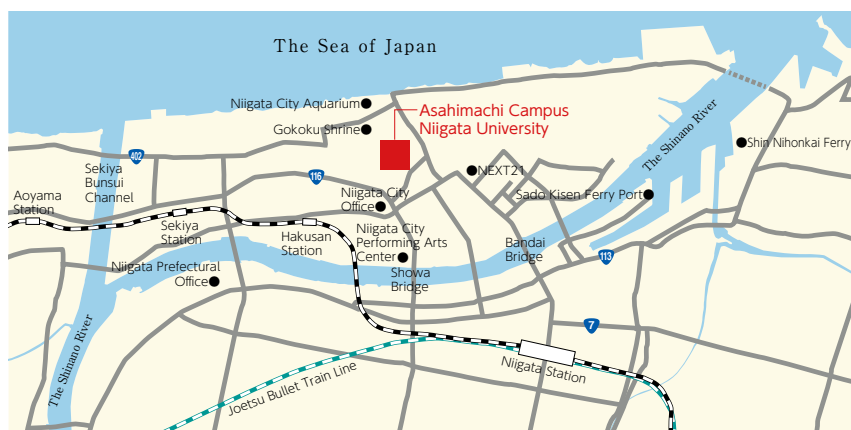 The Sea of Japan
Niigata City Aquarium
Asahimachi Campus
Niigata University
Gokoku Shrine
The Shinano River
Shin Nihonkai Ferry
402
Sekiya
Bunsui
Channel
116
NEXT21
Aoyama
Station
Niigata City
Office
Sado Kisen Ferry Port
Sekiya
Station
Hakusan
Station
Niigata City
Performing Arts
Center
Bandai
Bridge
113
Niigata Prefectural
Office
Showa
Bridge
7
The Shinano River
Niigata Station
Joetsu Bullet Train Line